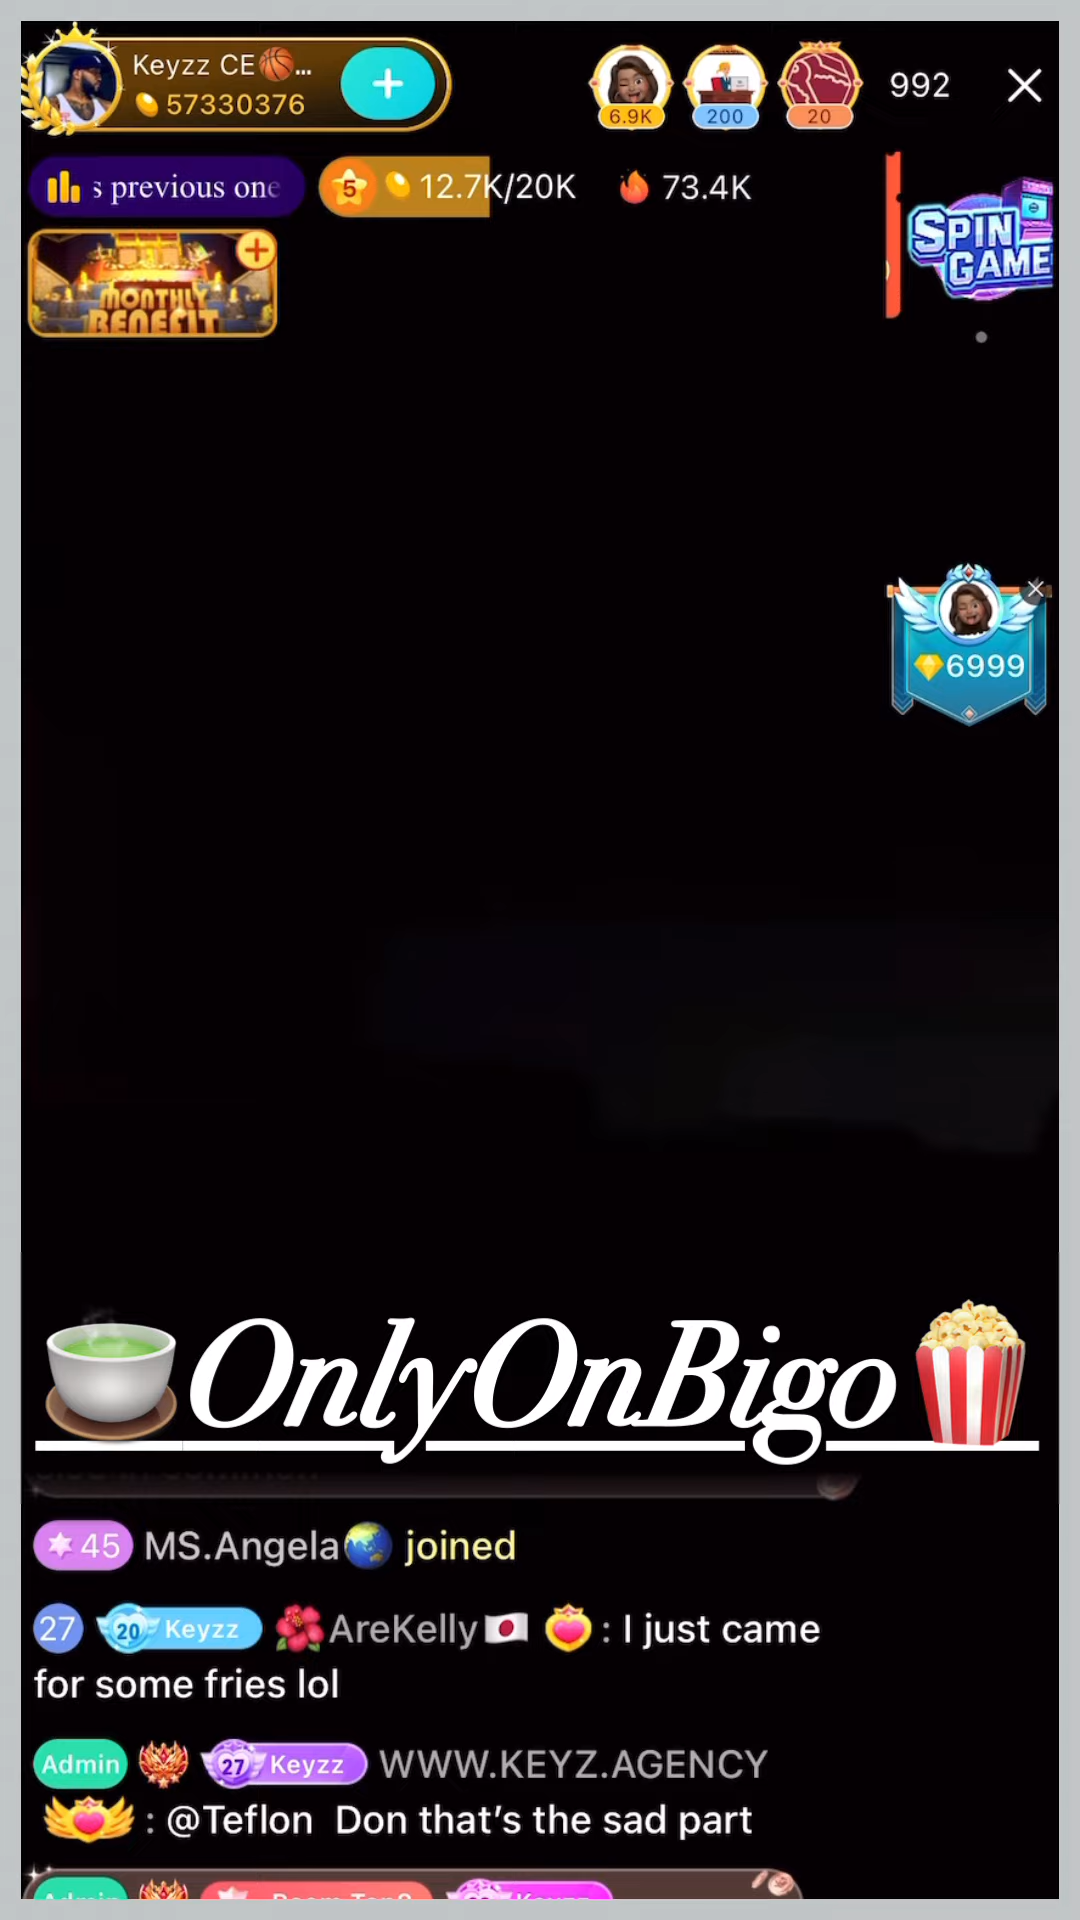 Keyzz CE🏀...
57330376
6.9K
200
20
992
s previous one
5
12.7K/20K
73.4K
SPIN
GAME
MONTHLY
BENEFIT
6999
OnlyOnBigo
45 MS.Angela🌏 joined
27 20 Keyzz 🌺AreKelly🇯🇵 : I just came
for some fries lol
Admin 27 Keyzz WWW.KEYZ.AGENCY
: @Teflon Don that’s the sad part